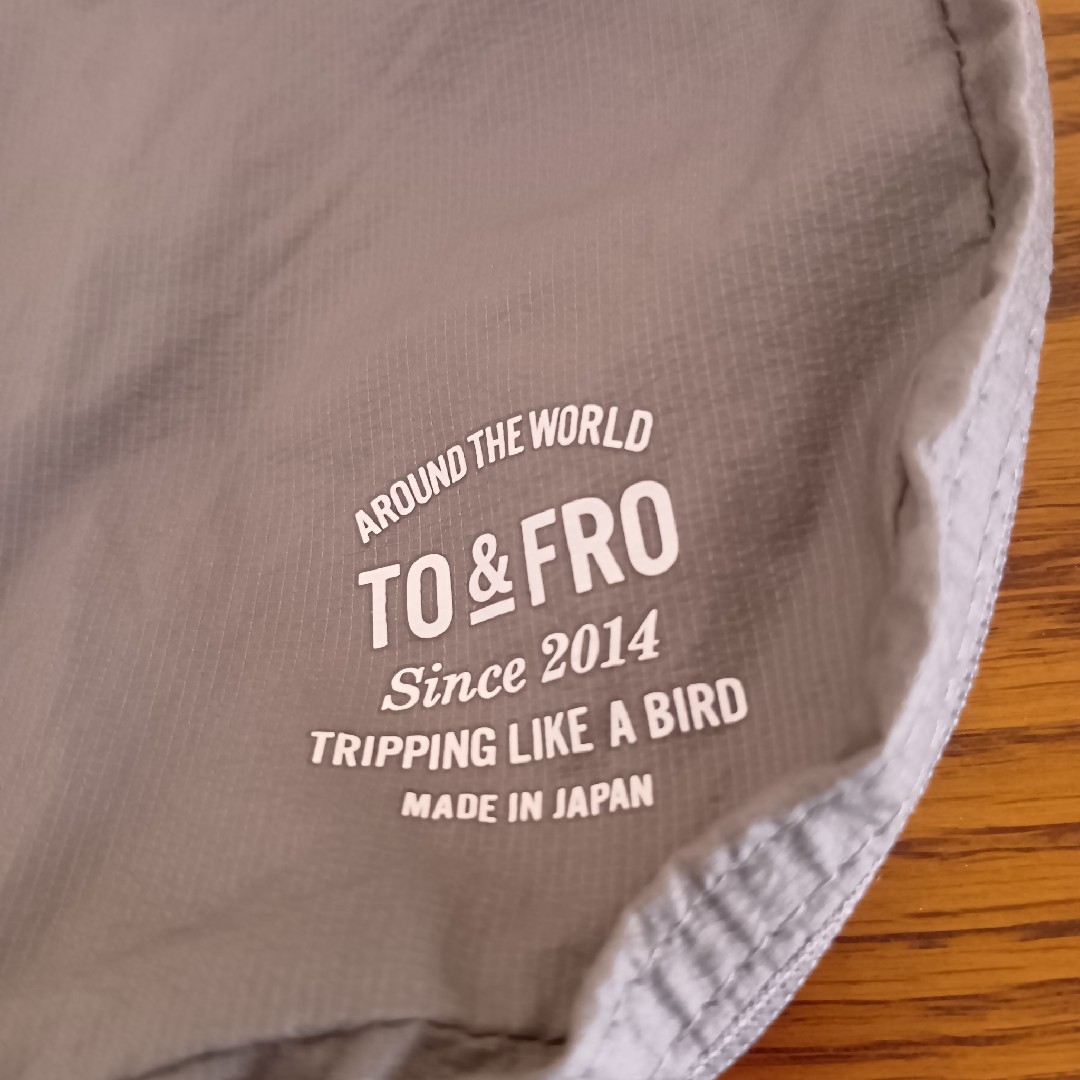 AROUND THE WORLD
TO & FRO
Since 2014
TRIPPING LIKE A BIRD
MADE IN JAPAN